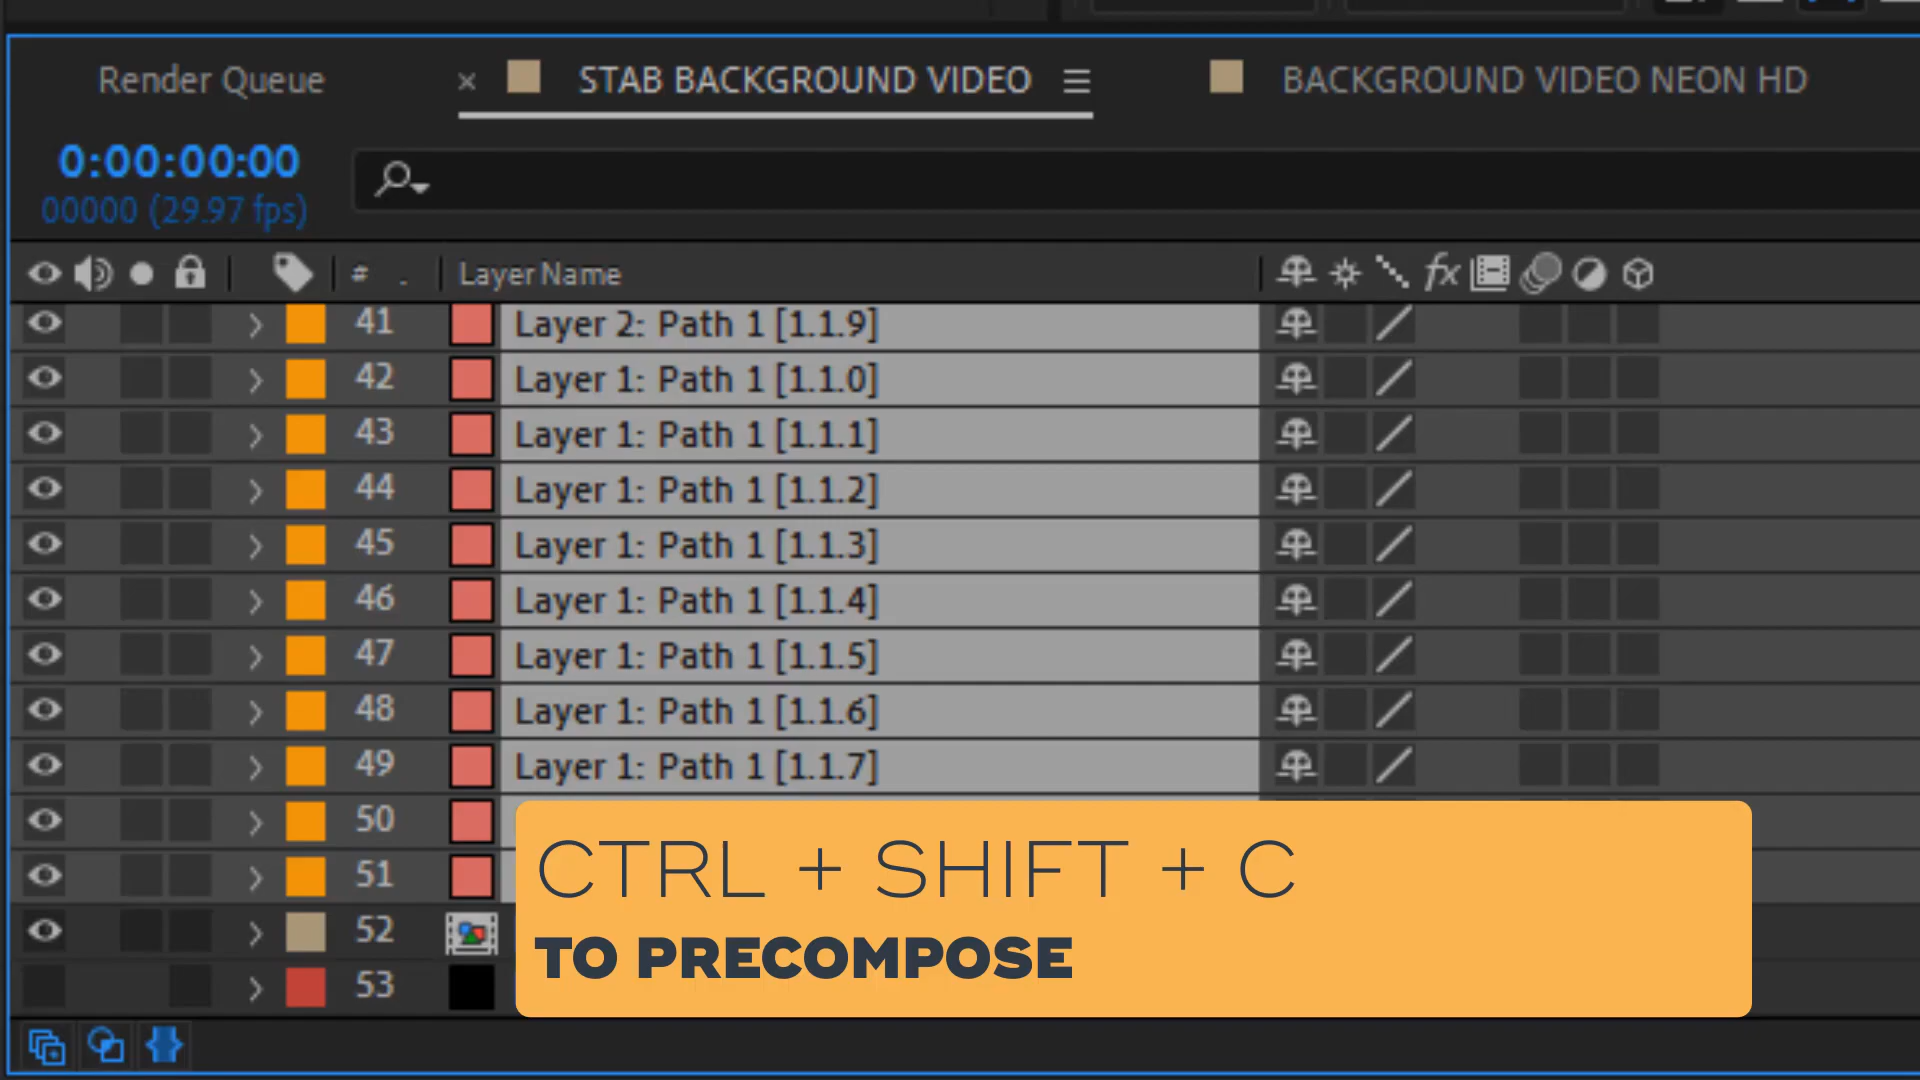 Render Queue
× STAB BACKGROUND VIDEO
BACKGROUND VIDEO NEON HD
0:00:00:00
00000 (29.97 fps)
# . Layer Name fx
41 Layer 2: Path 1 [1.1.9]
42 Layer 1: Path 1 [1.1.0]
43 Layer 1: Path 1 [1.1.1]
44 Layer 1: Path 1 [1.1.2]
45 Layer 1: Path 1 [1.1.3]
46 Layer 1: Path 1 [1.1.4]
47 Layer 1: Path 1 [1.1.5]
48 Layer 1: Path 1 [1.1.6]
49 Layer 1: Path 1 [1.1.7]
50
51
52
53
CTRL + SHIFT + C
TO PRECOMPOSE